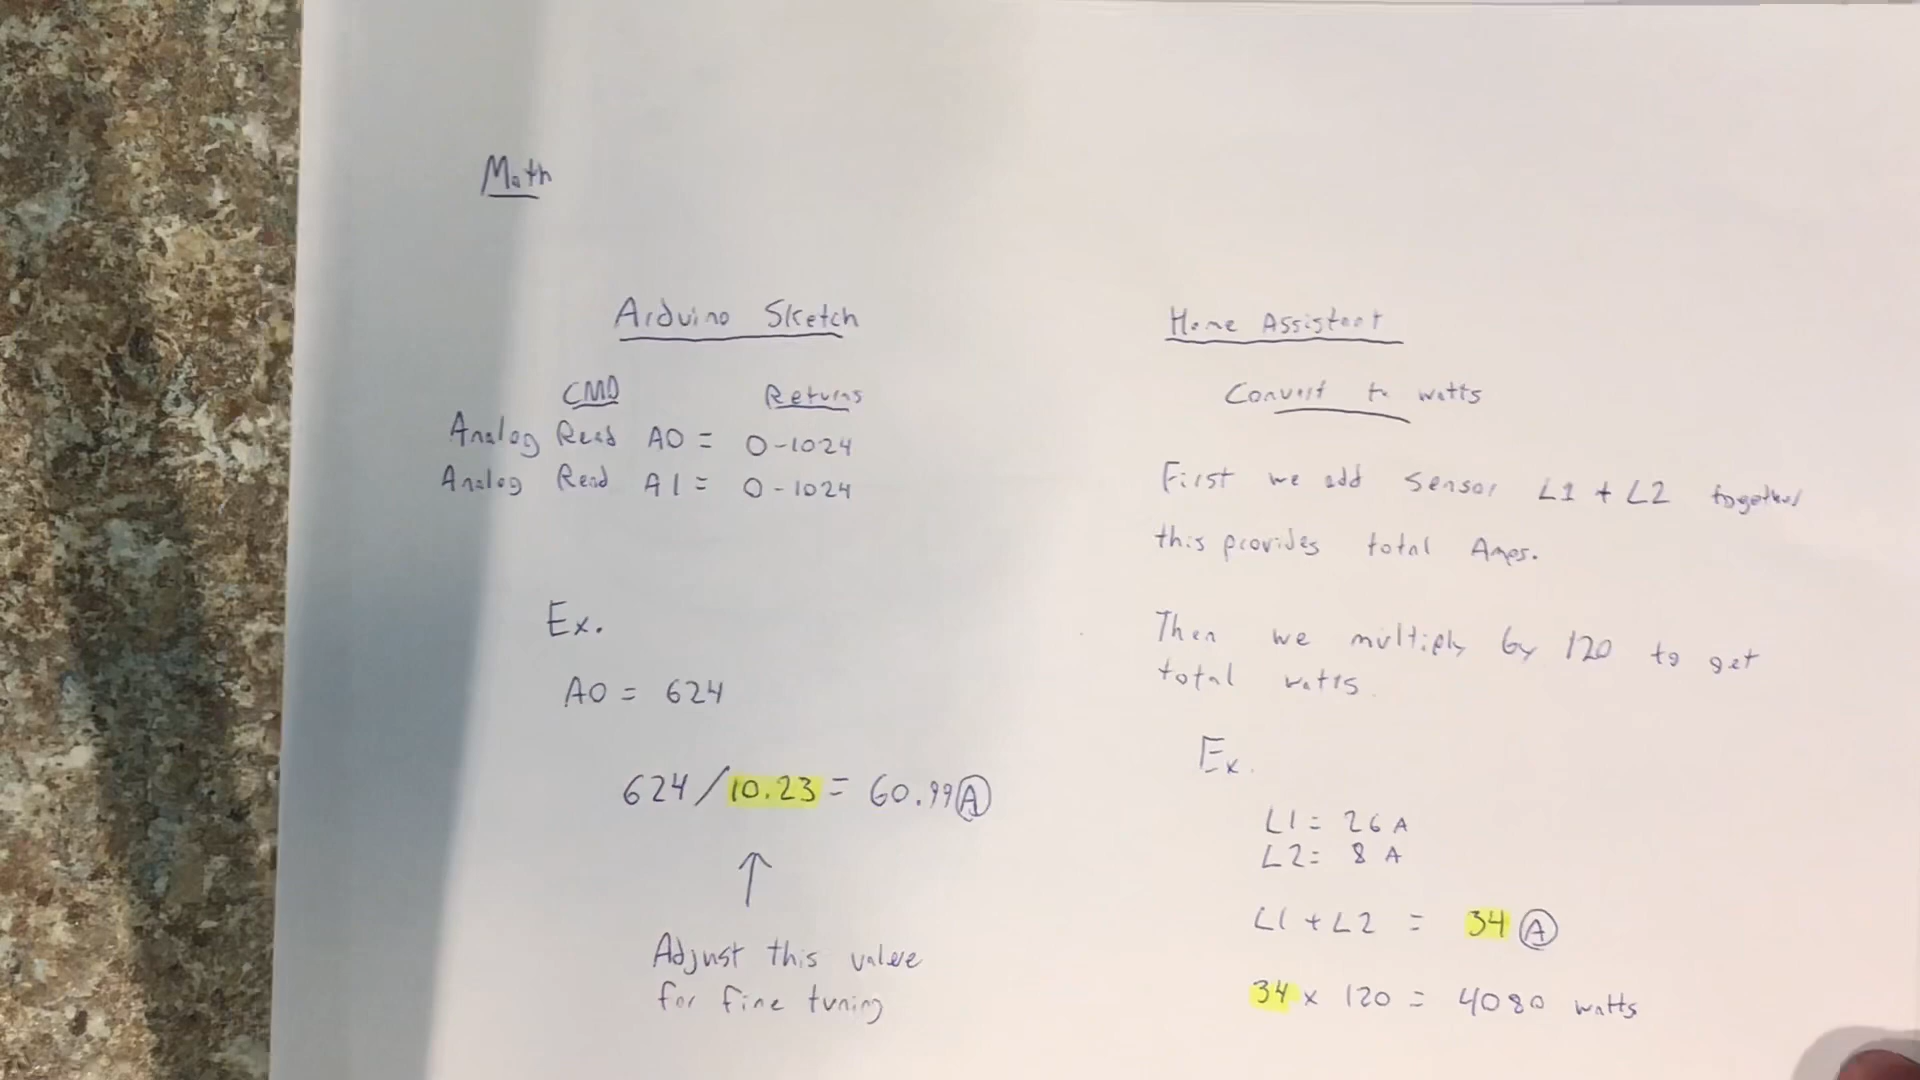 Math
Arduino Sketch
CMD Returns
Analog Read A0 = 0-1024
Analog Read A1 = 0-1024
Ex.
A0 = 624
624/10.23 = 60.99 A
↑
Adjust this value
for fine tuning
Home Assistant
Convert to watts
First we add sensor L1 + L2 together
this provides total Amps.
Then we multiply by 120 to get
total watts.
Ex.
L1 = 26 A
L2 = 8 A
L1 + L2 = 34 A
34 x 120 = 4080 watts